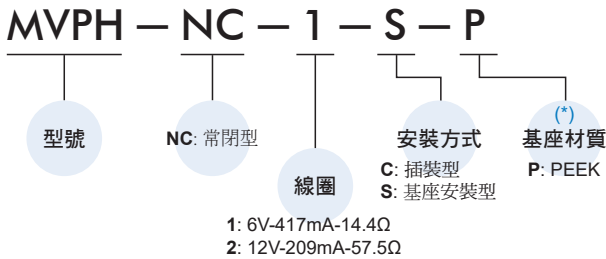 MVPH — NC — 1 — S — P
型號
NC: 常閉型
線圈
1: 6V-417mA-14.4Ω
2: 12V-209mA-57.5Ω
安裝方式
C: 插裝型
S: 基座安裝型
(*)
基座材質
P: PEEK